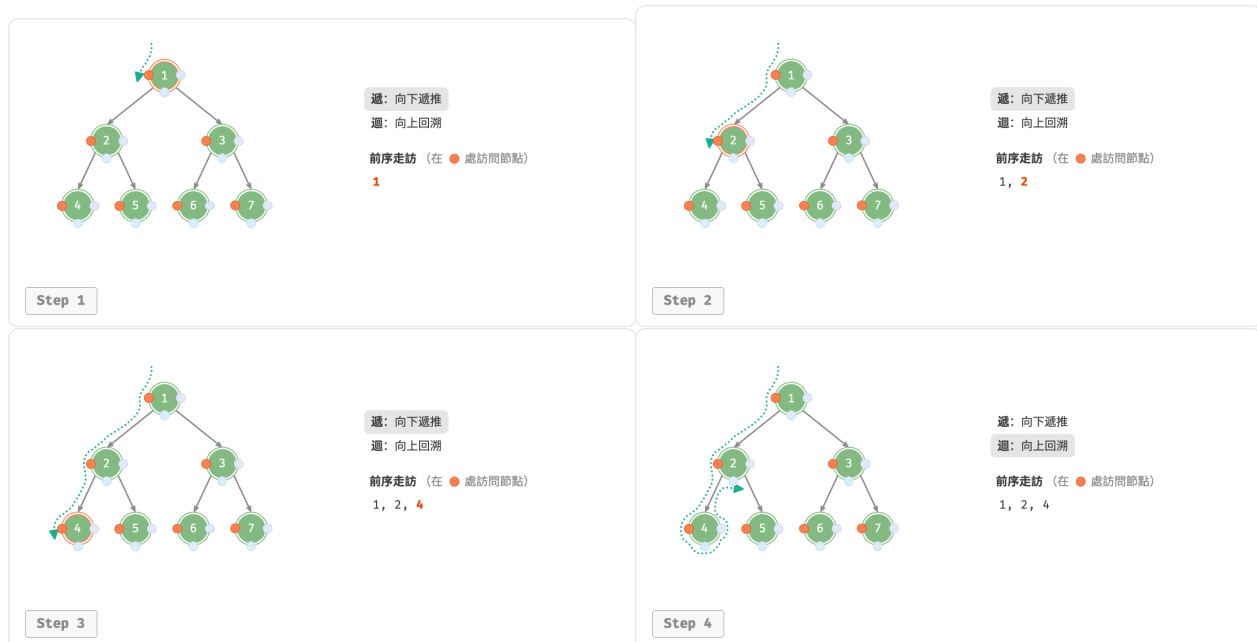 1
2 3
4 5 6 7
遞：向下遞推
迴：向上回溯
前序走訪（在 處訪問節點）
1
Step 1
1
2 3
4 5 6 7
遞：向下遞推
迴：向上回溯
前序走訪（在 處訪問節點）
1, 2
Step 2
1
2 3
4 5 6 7
遞：向下遞推
迴：向上回溯
前序走訪（在 處訪問節點）
1, 2, 4
Step 3
1
2 3
4 5 6 7
遞：向下遞推
迴：向上回溯
前序走訪（在 處訪問節點）
1, 2, 4
Step 4